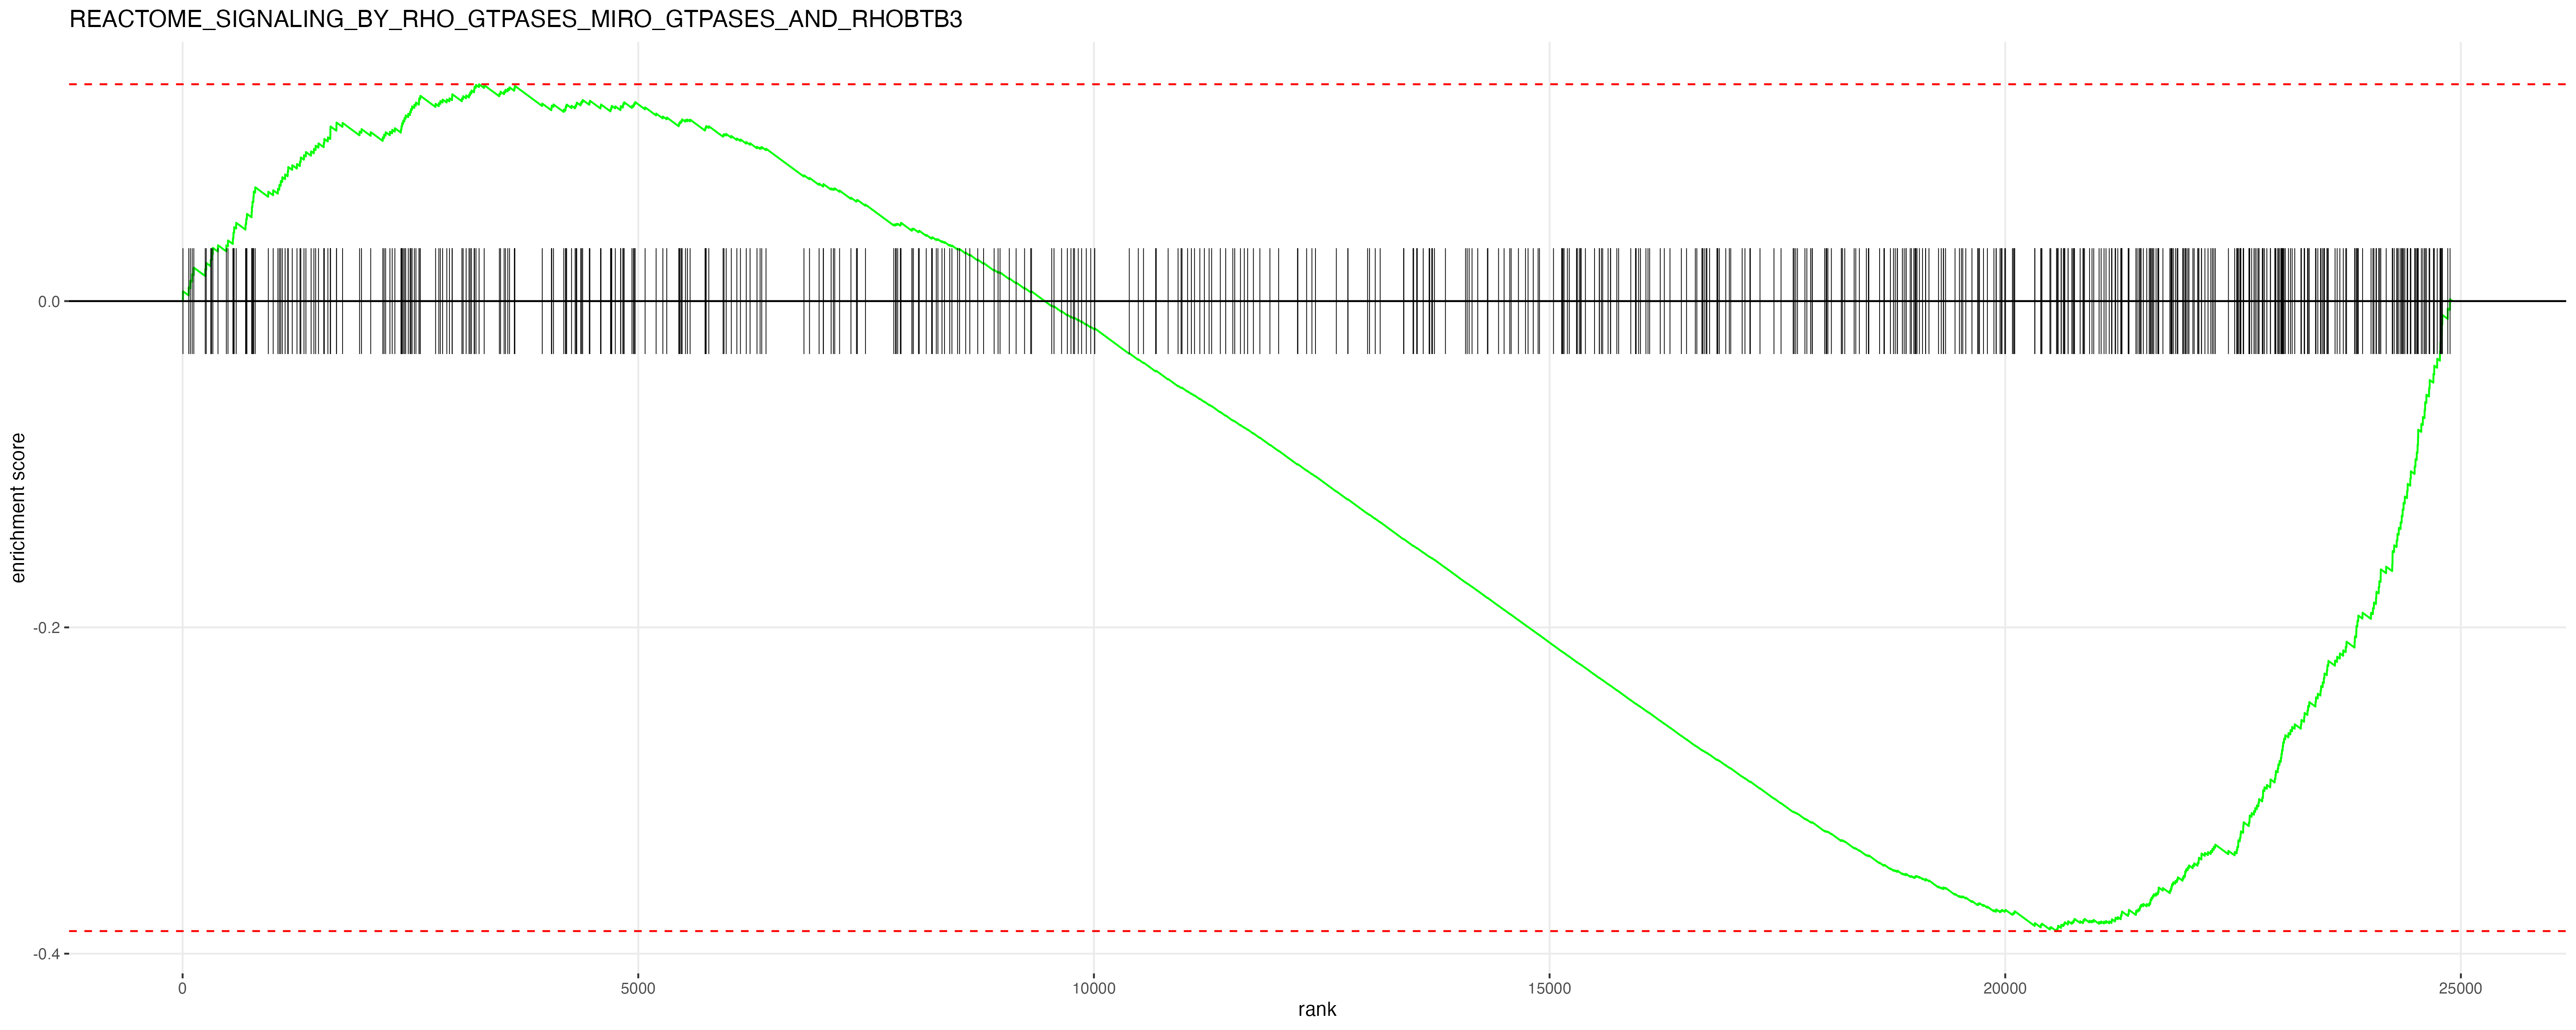 REACTOME_SIGNALING_BY_RHO_GTPASES_MIRO_GTPASES_AND_RHOBTB3
0.0
-0.2
-0.4
enrichment score
0 5000 10000 15000 20000 25000
rank